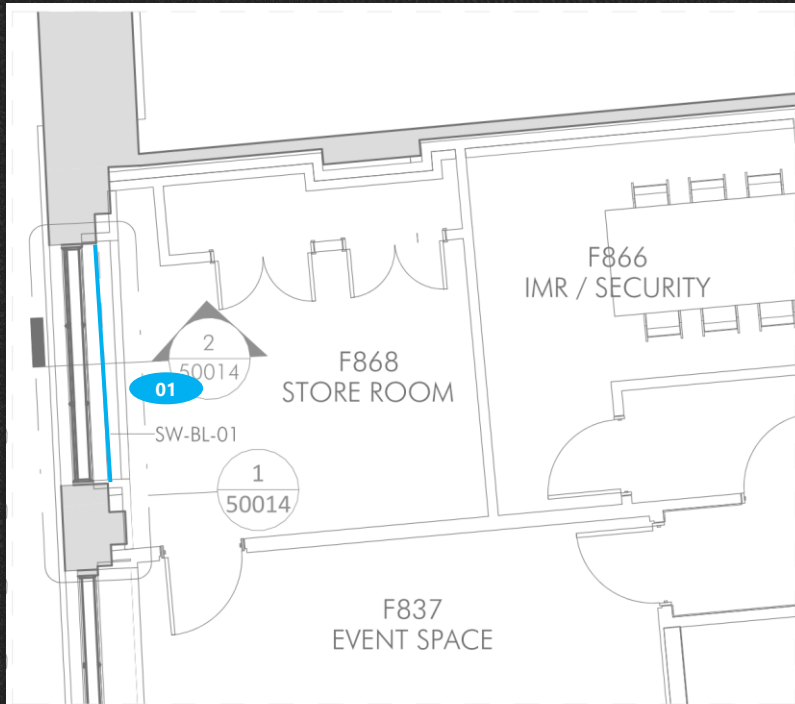 F866
IMR / SECURITY
2
50014
F868
STORE ROOM
01
SW-BL-01
1
50014
F837
EVENT SPACE